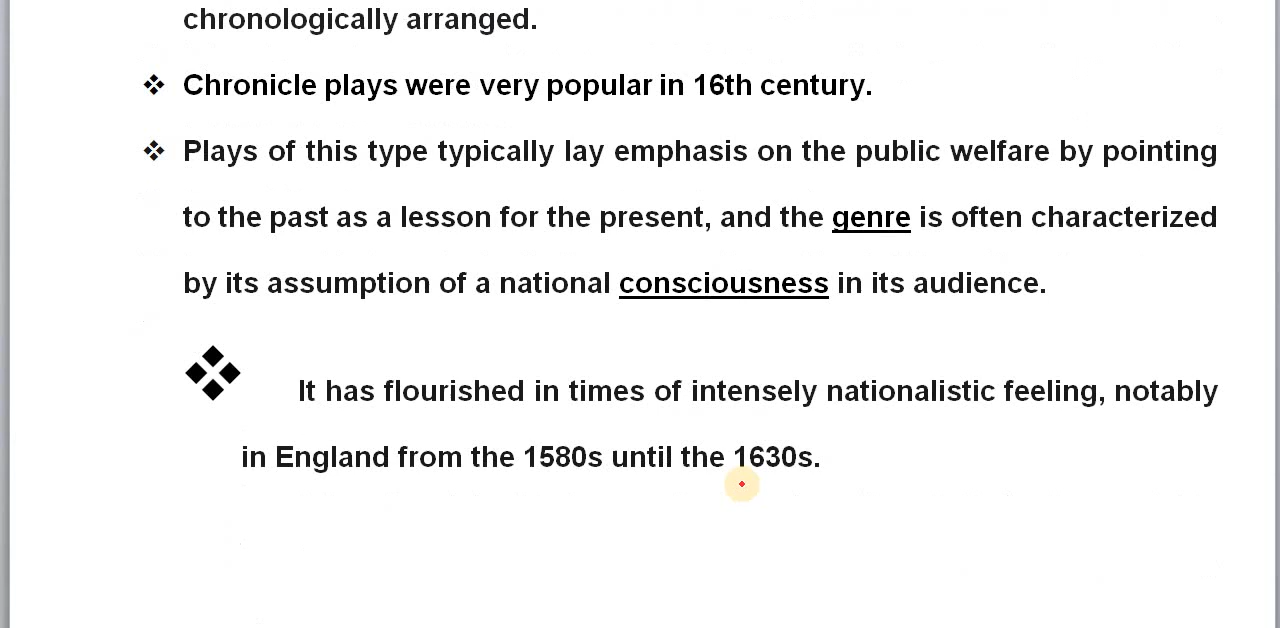 chronologically arranged.
❖ Chronicle plays were very popular in 16th century.
❖ Plays of this type typically lay emphasis on the public welfare by pointing
to the past as a lesson for the present, and the genre is often characterized
by its assumption of a national consciousness in its audience.
❖ It has flourished in times of intensely nationalistic feeling, notably
in England from the 1580s until the 1630s.